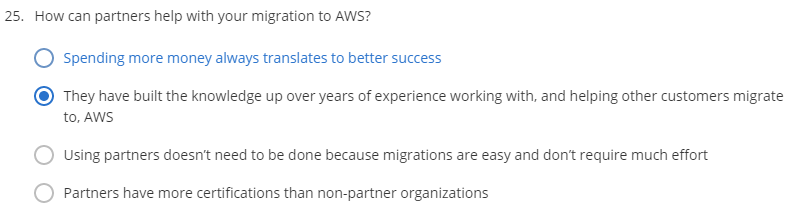 25. How can partners help with your migration to AWS?
Spending more money always translates to better success
They have built the knowledge up over years of experience working with, and helping other customers migrate
to, AWS
Using partners doesn't need to be done because migrations are easy and don't require much effort
Partners have more certifications than non-partner organizations